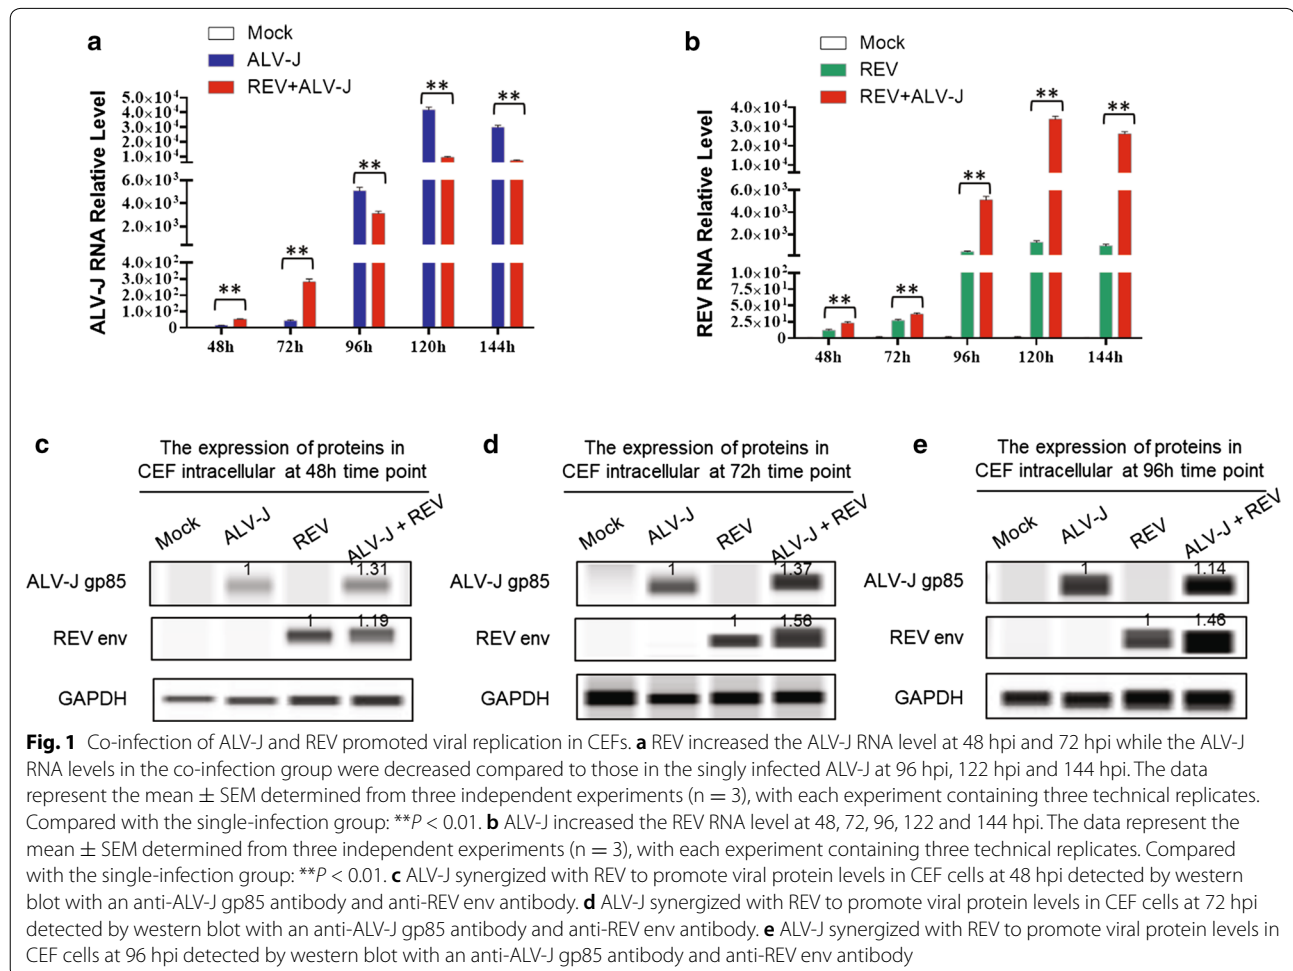 a
Mock
ALV-J
REV+ALV-J
ALV-J RNA Relative Level
5.0×10⁴
4.0×10⁴
3.0×10⁴
2.0×10⁴
1.0×10⁴
6.0×10³
4.0×10³
2.0×10³
4.0×10²
3.0×10²
2.0×10²
1.0×10²
0
** ** ** ** **
48h 72h 96h 120h 144h
b
Mock
REV
REV+ALV-J
REV RNA Relative Level
4.0×10⁴
3.0×10⁴
2.0×10⁴
1.0×10⁴
6.0×10³
4.0×10³
2.0×10³
1.0×10²
7.5×10¹
5.0×10¹
2.5×10¹
0
** ** ** ** **
48h 72h 96h 120h 144h
c
The expression of proteins in
CEF intracellular at 48h time point
Mock ALV-J REV ALV-J + REV
ALV-J gp85 1 1.31
REV env 1 1.19
GAPDH
d
The expression of proteins in
CEF intracellular at 72h time point
Mock ALV-J REV ALV-J + REV
ALV-J gp85 1 1.37
REV env 1 1.56
GAPDH
e
The expression of proteins in
CEF intracellular at 96h time point
Mock ALV-J REV ALV-J + REV
ALV-J gp85 1 1.14
REV env 1 1.46
GAPDH
Fig. 1 Co-infection of ALV-J and REV promoted viral replication in CEFs. a REV increased the ALV-J RNA level at 48 hpi and 72 hpi while the ALV-J
RNA levels in the co-infection group were decreased compared to those in the singly infected ALV-J at 96 hpi, 122 hpi and 144 hpi. The data
represent the mean ± SEM determined from three independent experiments (n = 3), with each experiment containing three technical replicates.
Compared with the single-infection group: **P < 0.01. b ALV-J increased the REV RNA level at 48, 72, 96, 122 and 144 hpi. The data represent the
mean ± SEM determined from three independent experiments (n = 3), with each experiment containing three technical replicates. Compared
with the single-infection group: **P < 0.01. c ALV-J synergized with REV to promote viral protein levels in CEF cells at 48 hpi detected by western
blot with an anti-ALV-J gp85 antibody and anti-REV env antibody. d ALV-J synergized with REV to promote viral protein levels in CEF cells at 72 hpi
detected by western blot with an anti-ALV-J gp85 antibody and anti-REV env antibody. e ALV-J synergized with REV to promote viral protein levels in
CEF cells at 96 hpi detected by western blot with an anti-ALV-J gp85 antibody and anti-REV env antibody